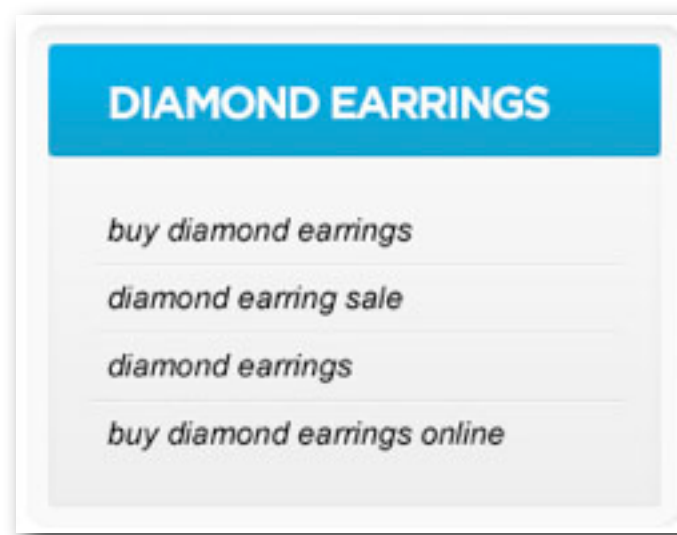 DIAMOND EARRINGS
buy diamond earrings
diamond earring sale
diamond earrings
buy diamond earrings online